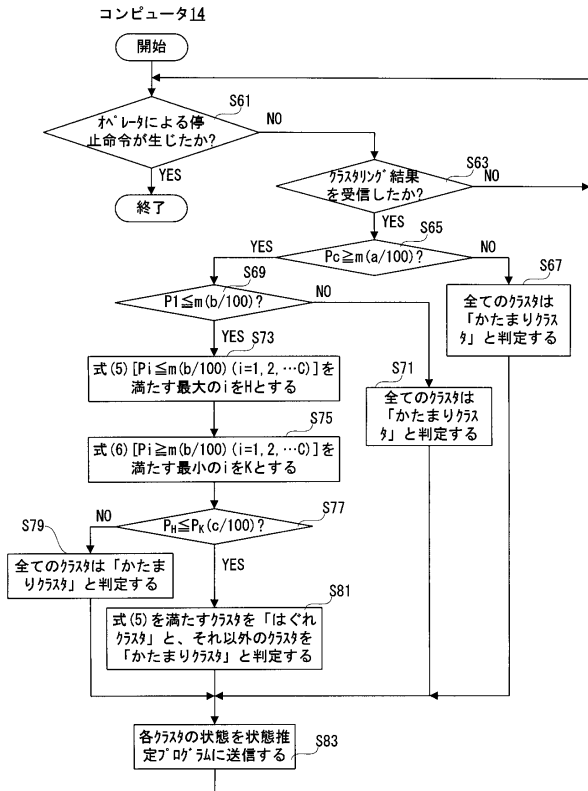 コンピュータ14
開始
S61
オペレータによる停
止命令が生じたか?
NO
YES
終了
S63
クラスタリング結果
を受信したか?
NO
YES
S65
Pc≧m(a/100)?
YES
NO
S67
全てのクラスタは
「かたまりクラス
タ」と判定する
S69
P1≦m(b/100)?
NO
YES
S71
全てのクラスタは
「かたまりクラス
タ」と判定する
S73
式(5)[Pi≦m(b/100)(i=1,2,…C)]を
満たす最大のiをHとする
S75
式(6)[Pi≧m(b/100)(i=1,2,…C)]を
満たす最小のiをKとする
S77
PH≦PK(c/100)?
NO
YES
S79
全てのクラスタは「かたま
りクラスタ」と判定する
S81
式(5)を満たすクラスタを「はぐれ
クラスタ」と、それ以外のクラスタを
「かたまりクラスタ」と判定する
各クラスタの状態を状態推
定プログラムに送信する
S83